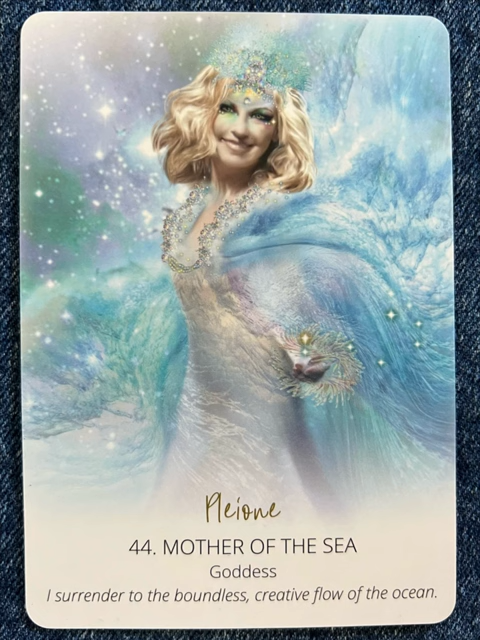 Pleione
44. MOTHER OF THE SEA
Goddess
I surrender to the boundless, creative flow of the ocean.